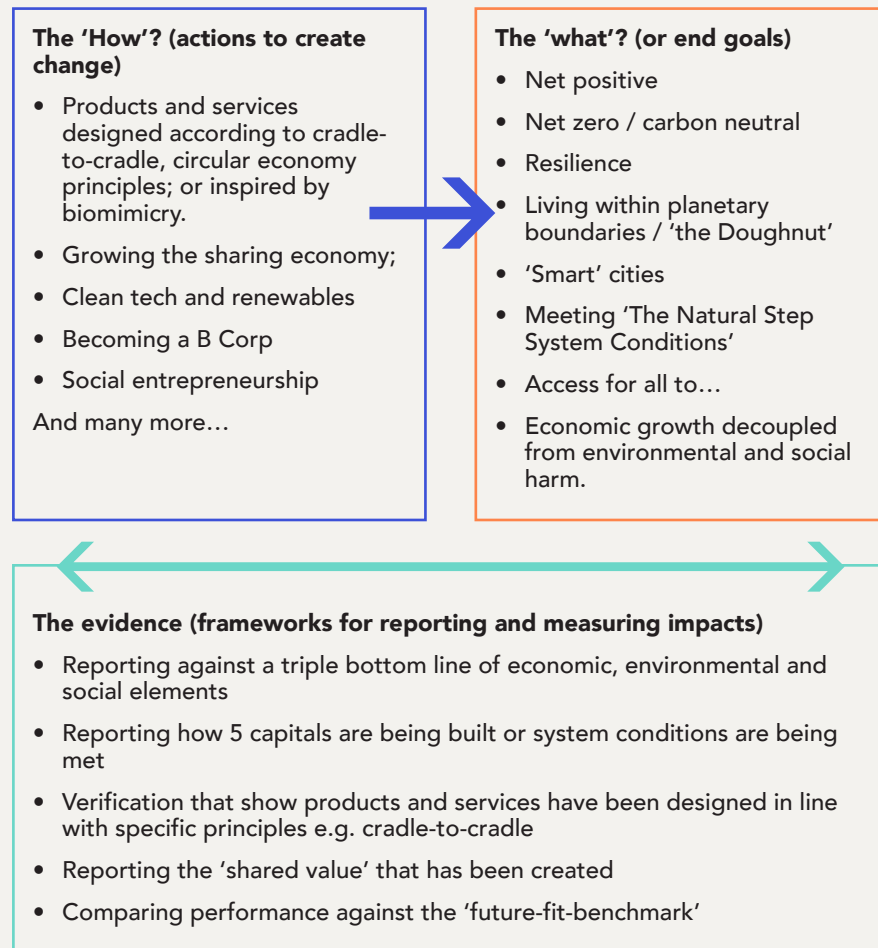 The ‘How’? (actions to create
change)
• Products and services
designed according to cradle-
to-cradle, circular economy
principles; or inspired by
biomimicry.
• Growing the sharing economy;
• Clean tech and renewables
• Becoming a B Corp
• Social entrepreneurship
And many more…
The ‘what’? (or end goals)
• Net positive
• Net zero / carbon neutral
• Resilience
• Living within planetary
boundaries / ‘the Doughnut’
• ‘Smart’ cities
• Meeting ‘The Natural Step
System Conditions’
• Access for all to…
• Economic growth decoupled
from environmental and social
harm.
The evidence (frameworks for reporting and measuring impacts)
• Reporting against a triple bottom line of economic, environmental and
social elements
• Reporting how 5 capitals are being built or system conditions are being
met
• Verification that show products and services have been designed in line
with specific principles e.g. cradle-to-cradle
• Reporting the ‘shared value’ that has been created
• Comparing performance against the ‘future-fit-benchmark’